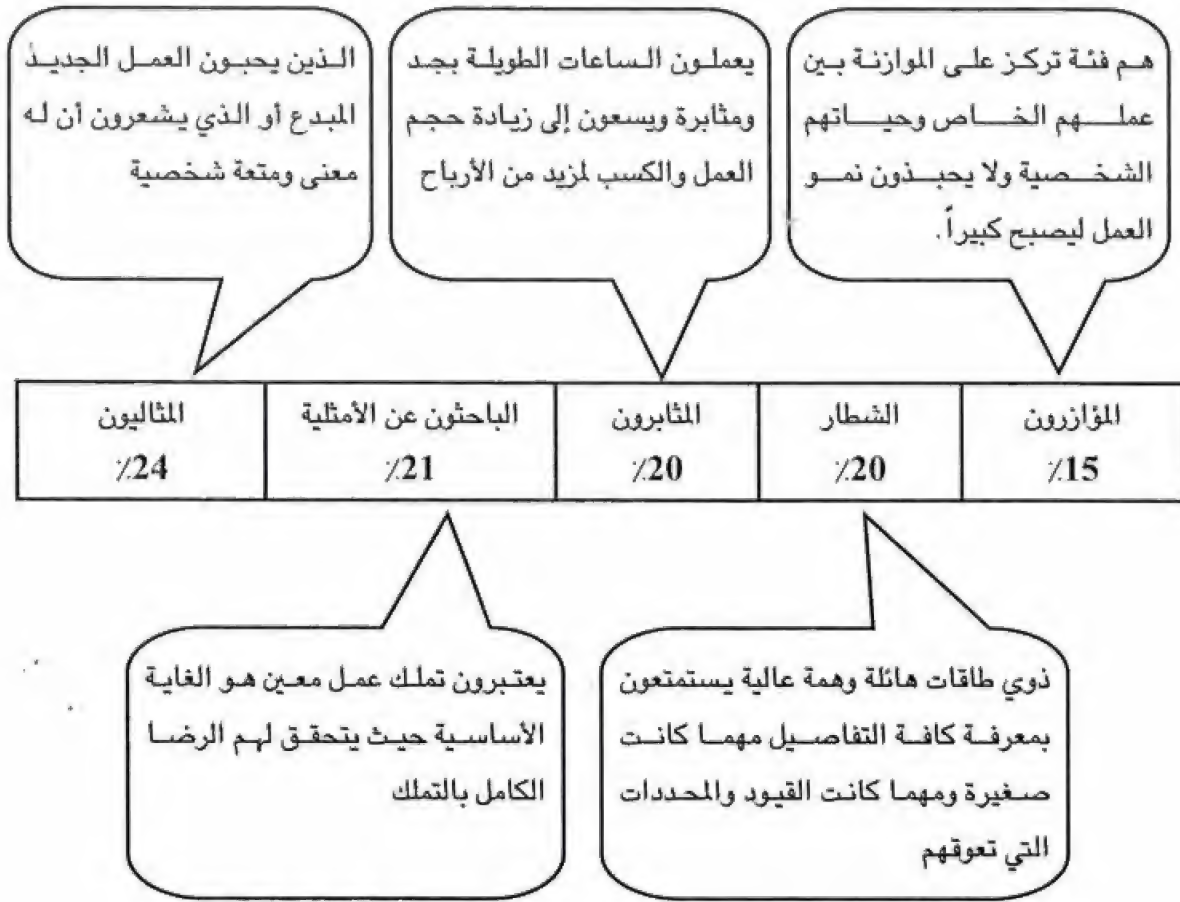 هم فئة تركز على الموازنة بين
عملهم الخاص وحياتهم
الشخصية ولا يحبذون نمو
العمل ليصبح كبيراً.
يعملون الساعات الطويلة بجد
ومثابرة ويسعون إلى زيادة حجم
العمل والكسب لمزيد من الأرباح
الذين يحبون العمل الجديد
المبدع أو الذي يشعرون أن له
معنى ومتعة شخصية
المؤازرون
٪15
الشطار
٪20
المثابرون
٪20
الباحثون عن الأمثلية
٪21
المثاليون
٪24
ذوي طاقات هائلة وهمة عالية يستمتعون
بمعرفة كافة التفاصيل مهما كانت
صغيرة ومهما كانت القيود والمحددات
التي تعوقهم
يعتبرون تملك عمل معين هو الغاية
الأساسية حيث يتحقق لهم الرضا
الكامل بالتملك